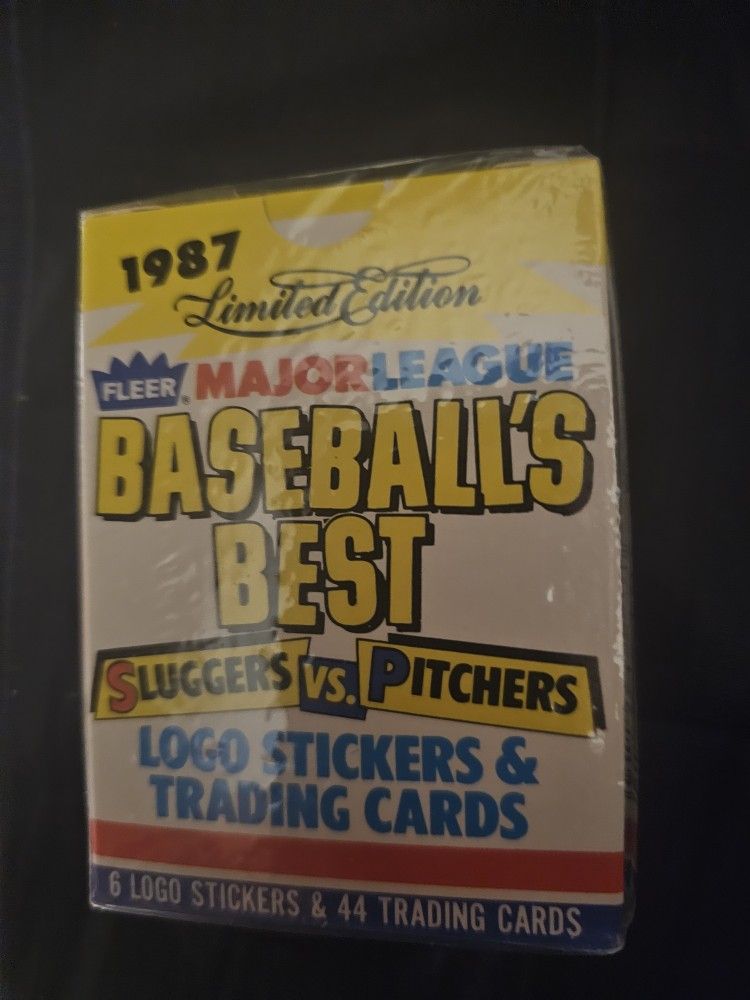 1987
Limited Edition
FLEER® MAJOR LEAGUE
BASEBALL'S
BEST
SLUGGERS VS. PITCHERS
LOGO STICKERS &
TRADING CARDS
6 LOGO STICKERS & 44 TRADING CARDS